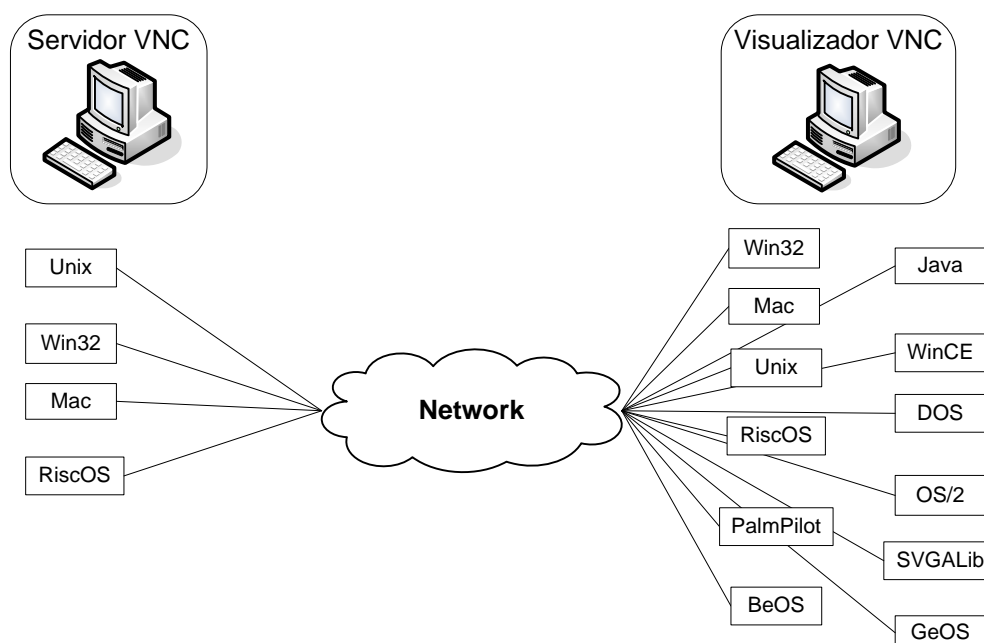 Servidor VNC
Visualizador VNC
Unix
Win32
Mac
RiscOS
Network
Win32
Mac
Unix
RiscOS
PalmPilot
BeOS
Java
WinCE
DOS
OS/2
SVGALib
GeOS